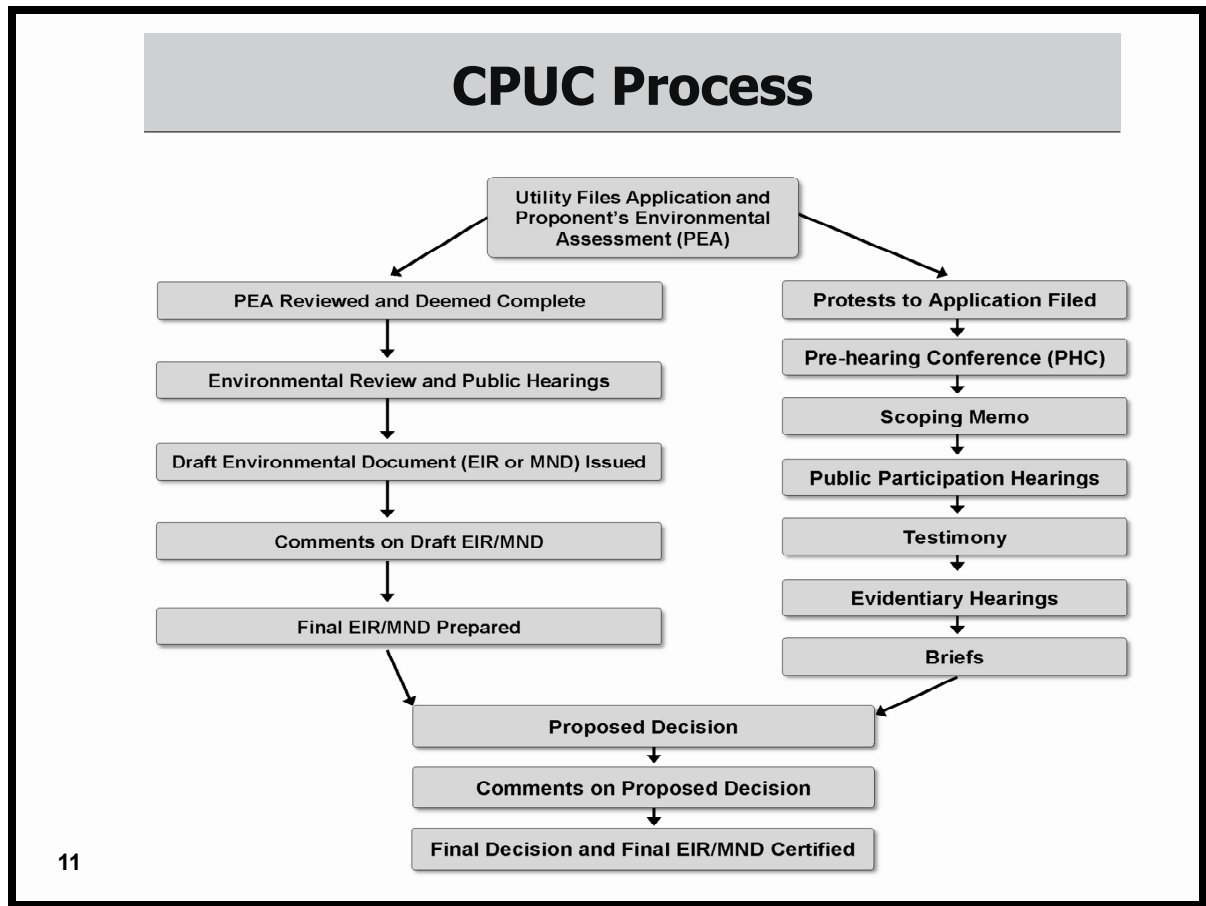 CPUC Process
Utility Files Application and
Proponent's Environmental
Assessment (PEA)
PEA Reviewed and Deemed Complete
Environmental Review and Public Hearings
Draft Environmental Document (EIR or MND) Issued
Comments on Draft EIR/MND
Final EIR/MND Prepared
Protests to Application Filed
Pre-hearing Conference (PHC)
Scoping Memo
Public Participation Hearings
Testimony
Evidentiary Hearings
Briefs
Proposed Decision
Comments on Proposed Decision
Final Decision and Final EIR/MND Certified
11